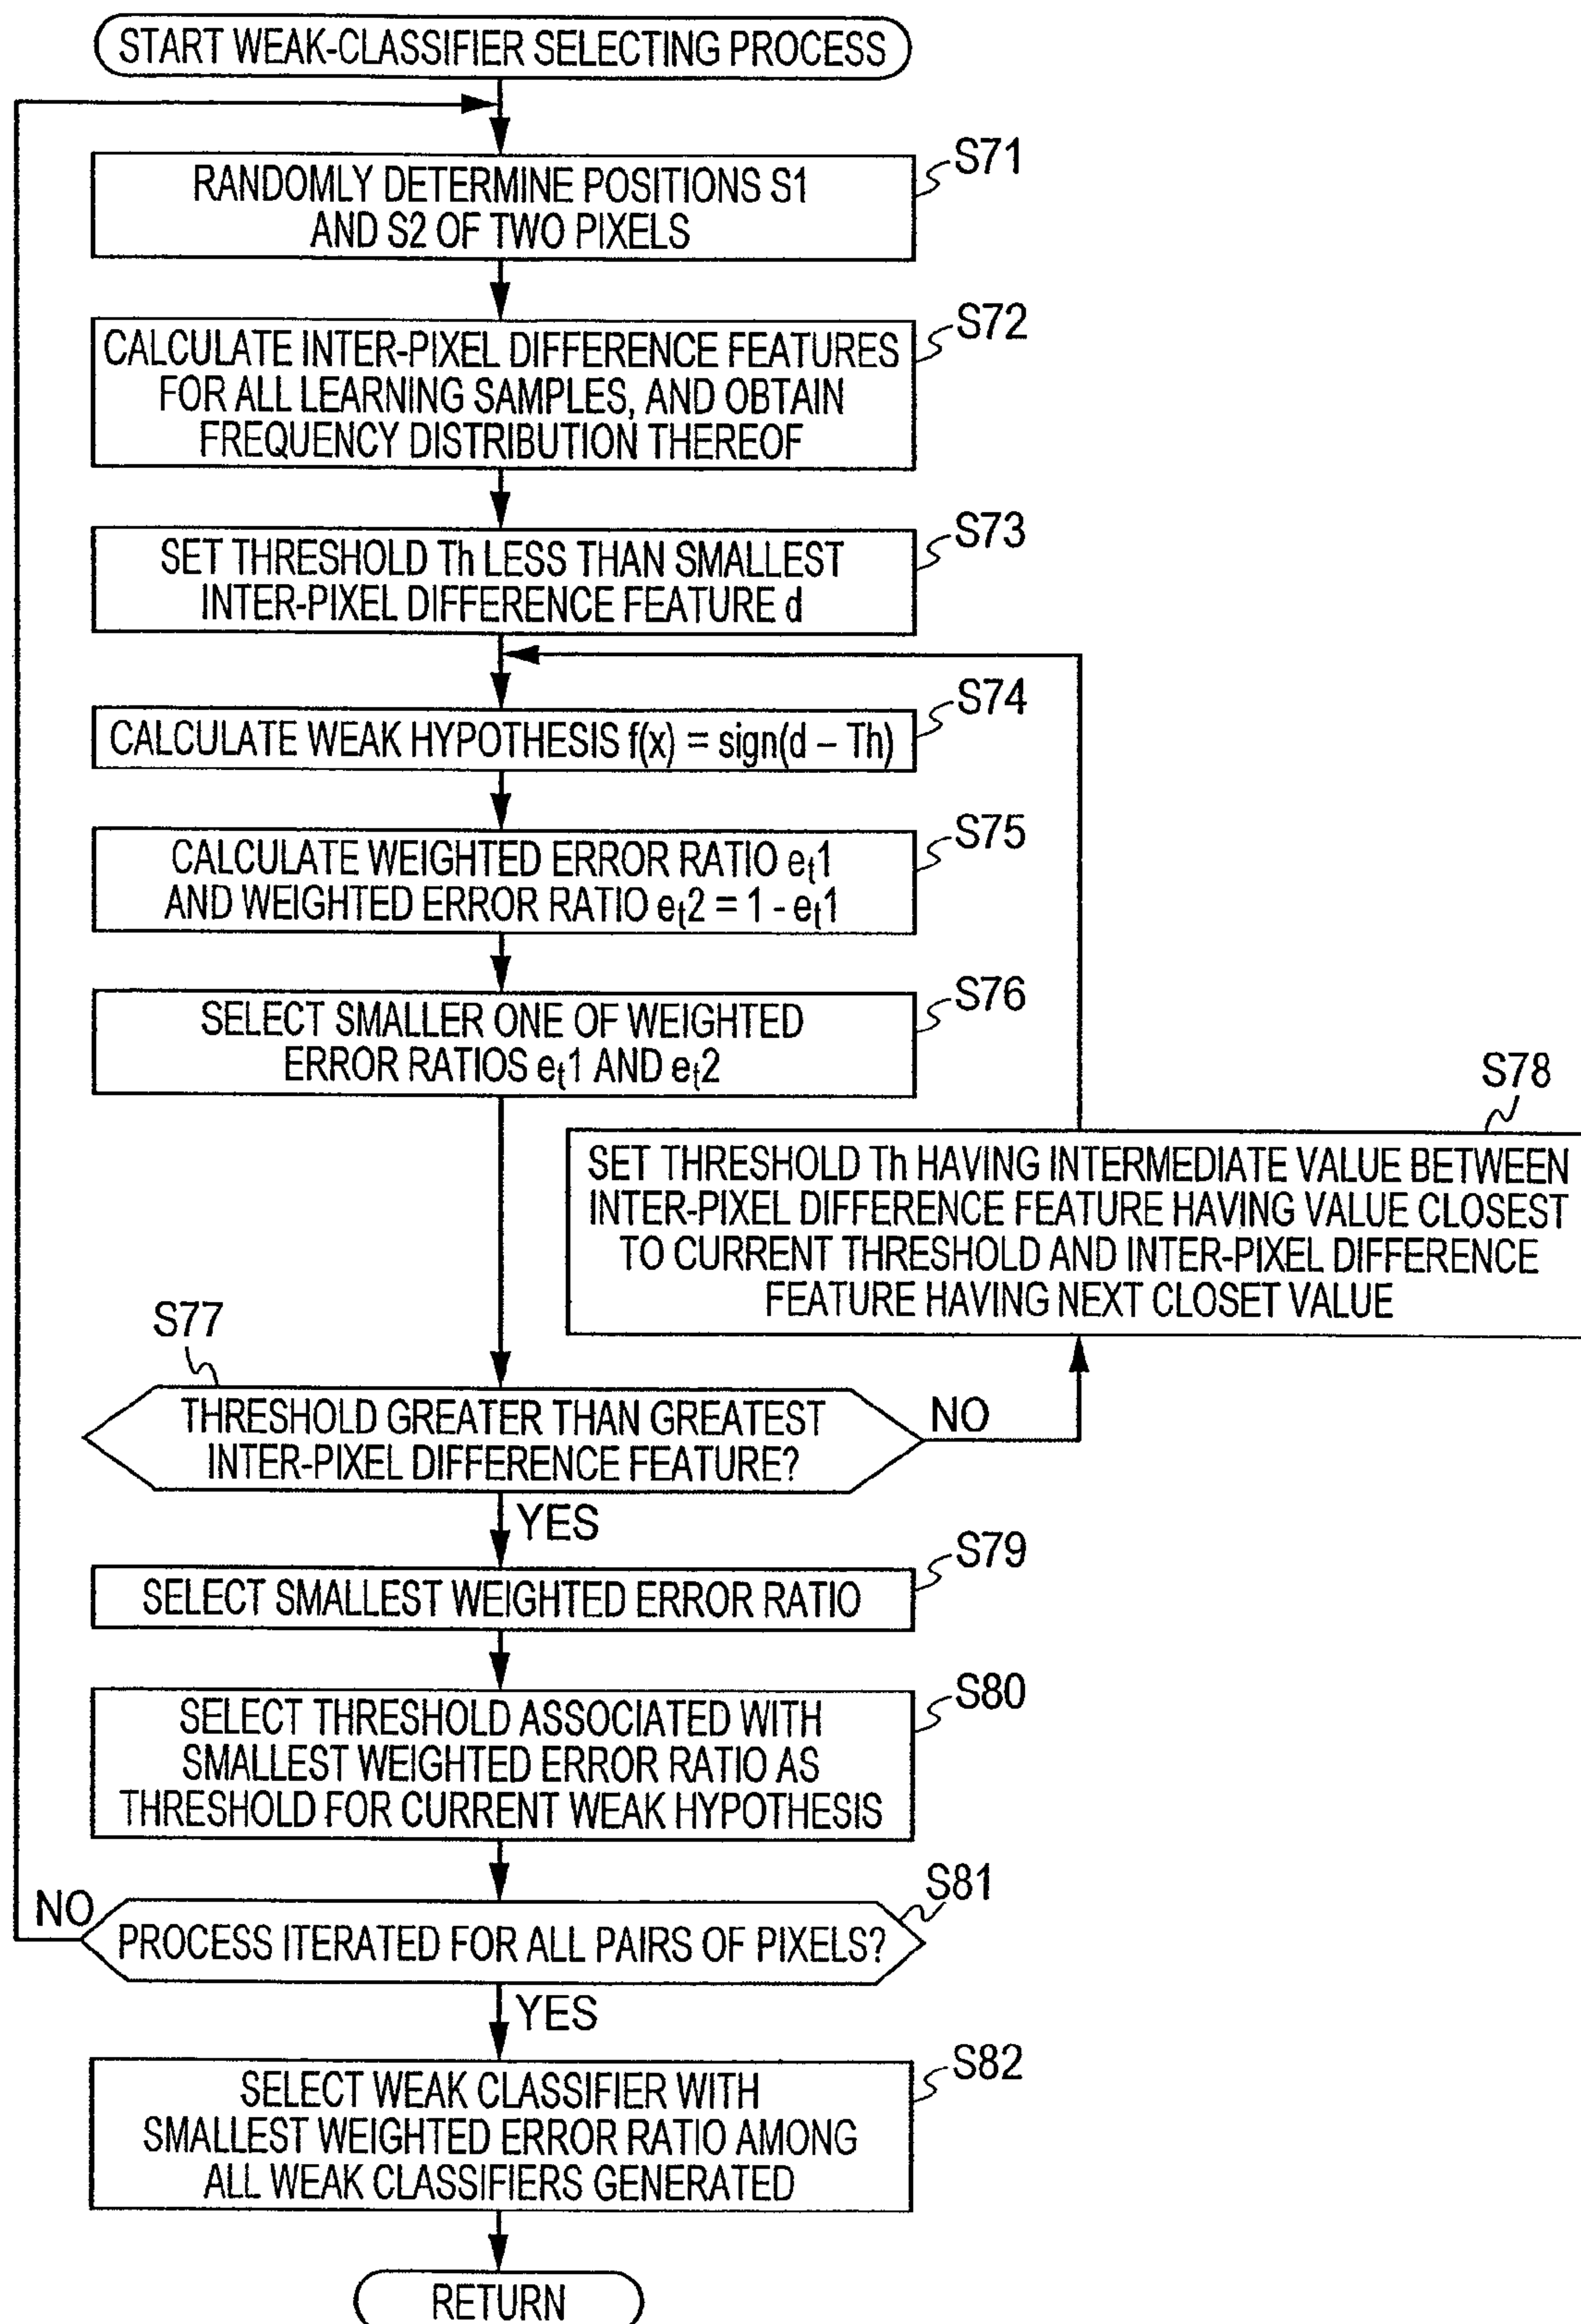 START WEAK-CLASSIFIER SELECTING PROCESS
S71
RANDOMLY DETERMINE POSITIONS S1
AND S2 OF TWO PIXELS
S72
CALCULATE INTER-PIXEL DIFFERENCE FEATURES
FOR ALL LEARNING SAMPLES, AND OBTAIN
FREQUENCY DISTRIBUTION THEREOF
S73
SET THRESHOLD Th LESS THAN SMALLEST
INTER-PIXEL DIFFERENCE FEATURE d
S74
CALCULATE WEAK HYPOTHESIS f(x) = sign(d – Th)
S75
CALCULATE WEIGHTED ERROR RATIO et1
AND WEIGHTED ERROR RATIO et2 = 1 - et1
S76
SELECT SMALLER ONE OF WEIGHTED
ERROR RATIOS et1 AND et2
S78
SET THRESHOLD Th HAVING INTERMEDIATE VALUE BETWEEN
INTER-PIXEL DIFFERENCE FEATURE HAVING VALUE CLOSEST
TO CURRENT THRESHOLD AND INTER-PIXEL DIFFERENCE
FEATURE HAVING NEXT CLOSET VALUE
S77
THRESHOLD GREATER THAN GREATEST
INTER-PIXEL DIFFERENCE FEATURE?
NO
YES
S79
SELECT SMALLEST WEIGHTED ERROR RATIO
S80
SELECT THRESHOLD ASSOCIATED WITH
SMALLEST WEIGHTED ERROR RATIO AS
THRESHOLD FOR CURRENT WEAK HYPOTHESIS
S81
NO
PROCESS ITERATED FOR ALL PAIRS OF PIXELS?
YES
S82
SELECT WEAK CLASSIFIER WITH
SMALLEST WEIGHTED ERROR RATIO AMONG
ALL WEAK CLASSIFIERS GENERATED
RETURN